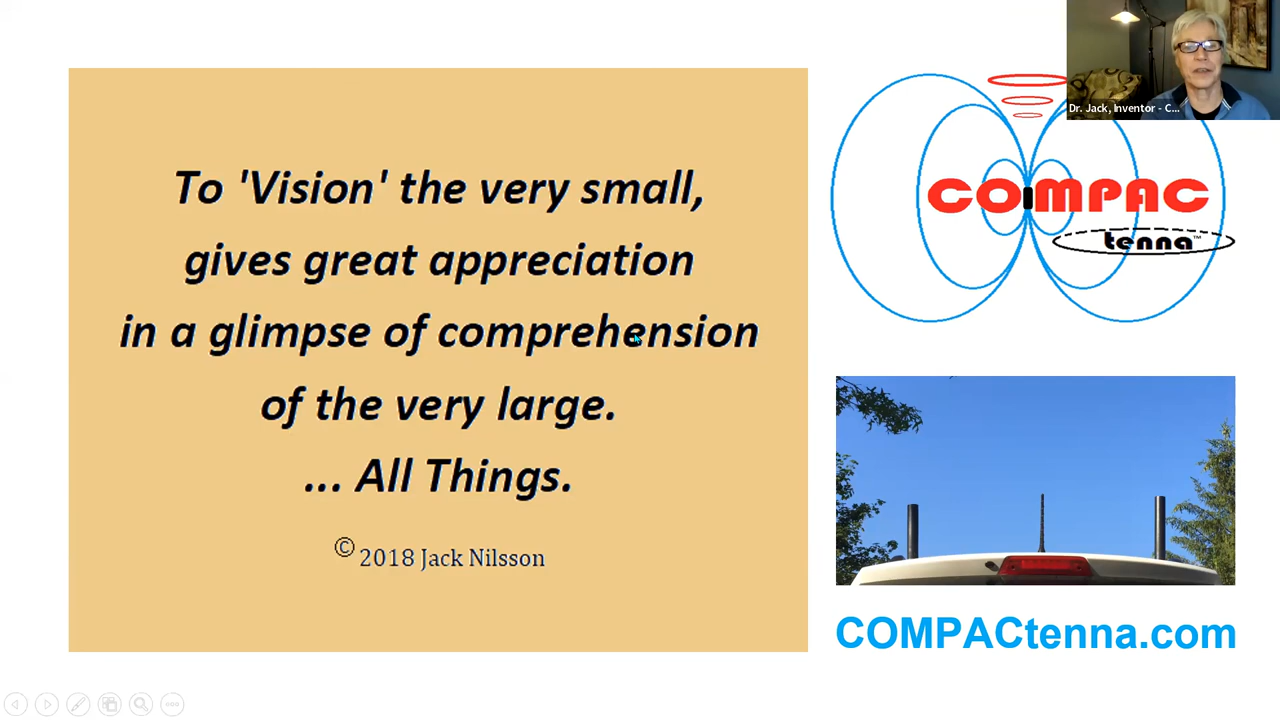 To 'Vision' the very small,
gives great appreciation
in a glimpse of comprehension
of the very large.
... All Things.
© 2018 Jack Nilsson
Dr. Jack, Inventor - C...
COMPAC
tenna™
COMPACtenna.com